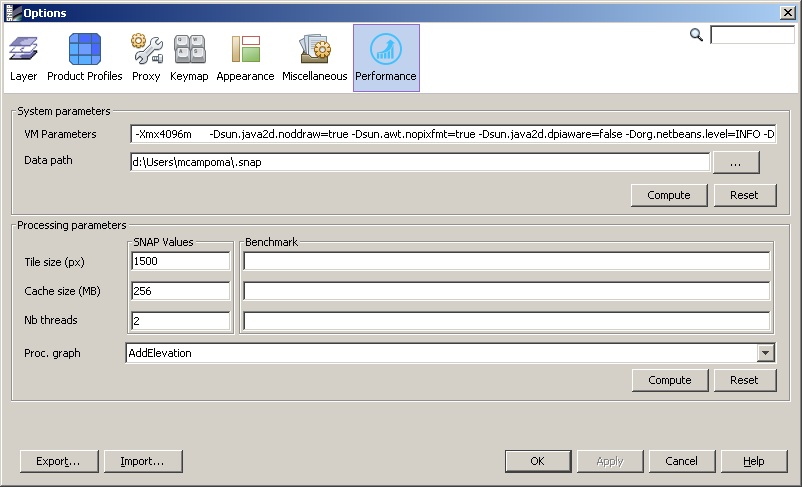 SNAP Options
Layer
Product Profiles
Proxy
Keymap
Appearance
Miscellaneous
Performance
System parameters
VM Parameters -Xmx4096m -Dsun.java2d.noddraw=true -Dsun.awt.nopixfmt=true -Dsun.java2d.dpiaware=false -Dorg.netbeans.level=INFO -D
Data path d:\Users\mcampoma\.snap ...
Compute Reset
Processing parameters
SNAP Values Benchmark
Tile size (px) 1500
Cache size (MB) 256
Nb threads 2
Proc. graph AddElevation
Compute Reset
Export... Import... OK Apply Cancel Help